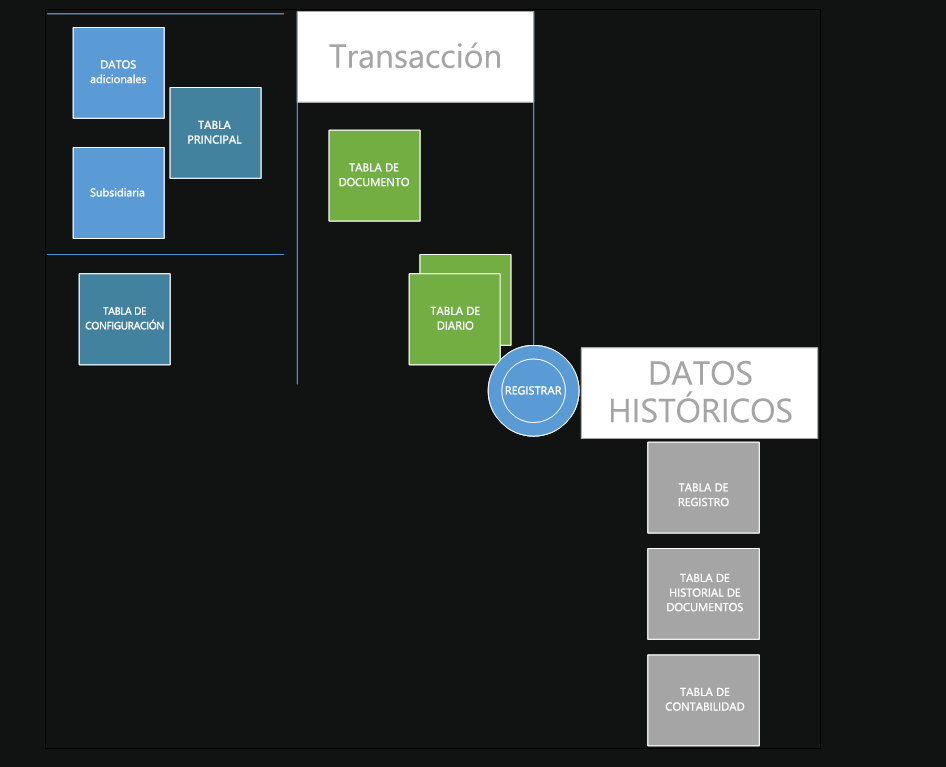 DATOS
adicionales
TABLA
PRINCIPAL
Subsidiaria
TABLA DE
CONFIGURACIÓN
Transacción
TABLA DE
DOCUMENTO
TABLA DE
DIARIO
REGISTRAR
DATOS
HISTÓRICOS
TABLA DE
REGISTRO
TABLA DE
HISTORIAL DE
DOCUMENTOS
TABLA DE
CONTABILIDAD